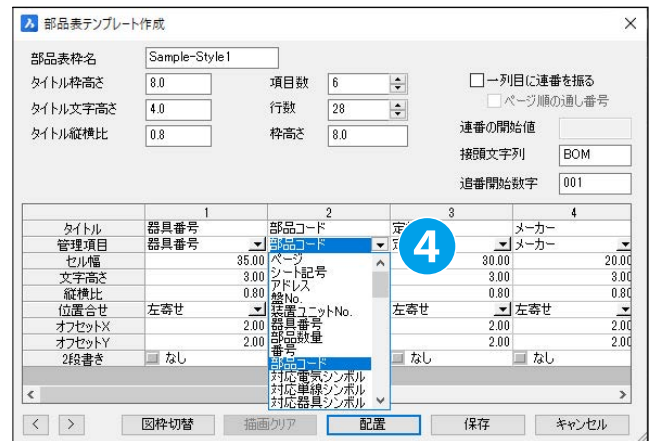 部品表テンプレート作成
部品表枠名 Sample-Style1
タイトル枠高さ 8.0 項目数 6 一列目に連番を振る
ページ順の通し番号
タイトル文字高さ 4.0 行数 28
タイトル縦横比 0.8 枠高さ 8.0 連番の開始値
接頭文字列 BOM
追番開始数字 001
1 2 3 4
タイトル 器具番号 部品コード メーカー
管理項目 器具番号 部品コード メーカー
4
セル幅 35.00 30.00 20.00
文字高さ 3.00 3.00 3.00
縦横比 0.80 0.80 0.80
位置合せ 左寄せ 左寄せ 左寄せ
オフセットX 2.00 2.00 2.00
オフセットY 2.00 2.00 2.00
2段書き なし なし なし
ページ
シート記号
アドレス
盤No.
装置ユニットNo.
器具番号
部品数量
番号
部品コード
対応電気シンボル
対応単線シンボル
対応器具シンボル
< > 図枠切替 描画クリア 配置 保存 キャンセル